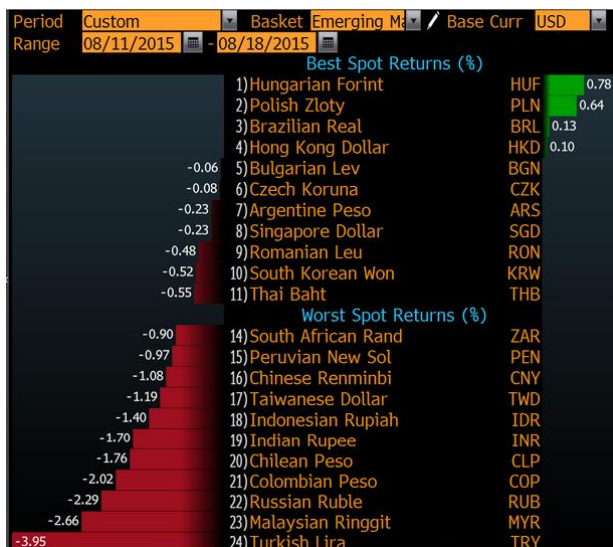 Period Custom Basket Emerging Ma Base Curr USD
Range 08/11/2015 - 08/18/2015
Best Spot Returns (%)
1) Hungarian Forint HUF 0.78
2) Polish Zloty PLN 0.64
3) Brazilian Real BRL 0.13
4) Hong Kong Dollar HKD 0.10
-0.06 5) Bulgarian Lev BGN
-0.08 6) Czech Koruna CZK
-0.23 7) Argentine Peso ARS
-0.23 8) Singapore Dollar SGD
-0.48 9) Romanian Leu RON
-0.52 10) South Korean Won KRW
-0.55 11) Thai Baht THB
Worst Spot Returns (%)
-0.90 14) South African Rand ZAR
-0.97 15) Peruvian New Sol PEN
-1.08 16) Chinese Renminbi CNY
-1.19 17) Taiwanese Dollar TWD
-1.40 18) Indonesian Rupiah IDR
-1.70 19) Indian Rupee INR
-1.76 20) Chilean Peso CLP
-2.02 21) Colombian Peso COP
-2.29 22) Russian Ruble RUB
-2.66 23) Malaysian Ringgit MYR
-3.95 24) Turkish Lira TRY